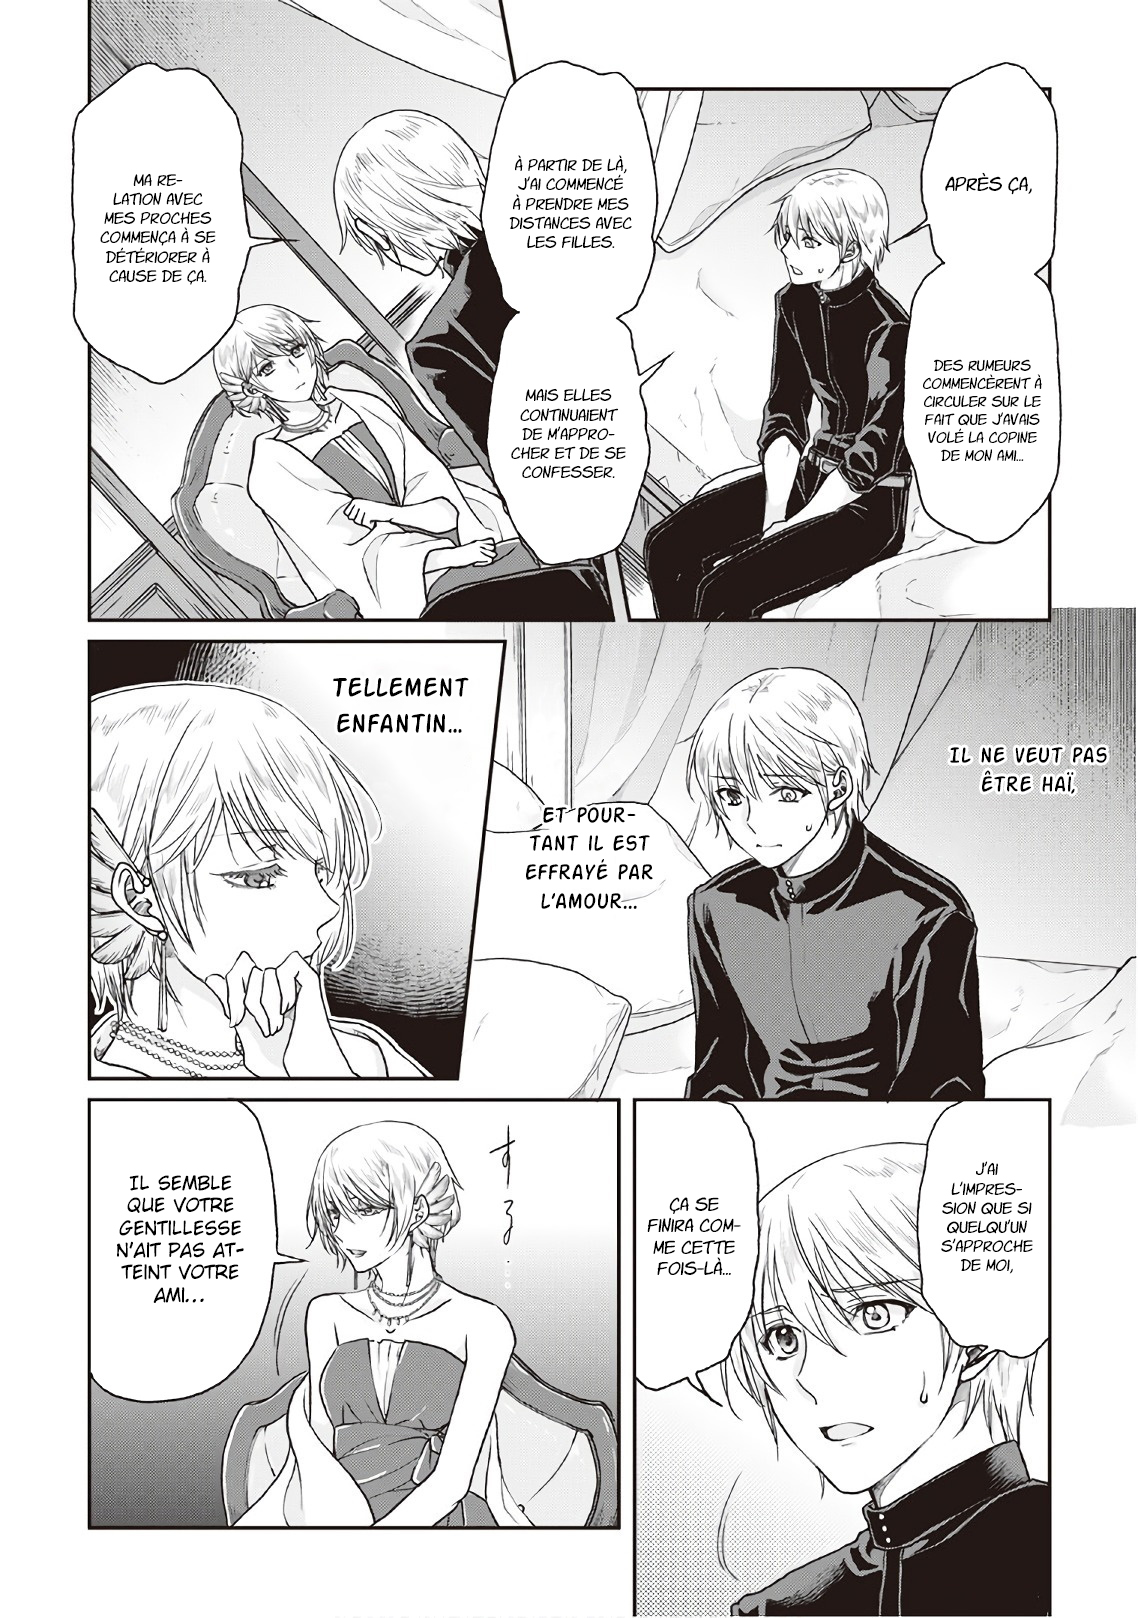 APRÈS ÇA,
DES RUMEURS
COMMENCÈRENT À
CIRCULER SUR LE
FAIT QUE J'AVAIS
VOLÉ LA COPINE
DE MON AMI...
À PARTIR DE LÀ,
J'AI COMMENCÉ
À PRENDRE MES
DISTANCES AVEC
LES FILLES.
MAIS ELLES
CONTINUAIENT
DE M'APPRO-
CHER ET DE SE
CONFESSER.
MA RE-
LATION AVEC
MES PROCHES
COMMENÇA À SE
DÉTÉRIORER À
CAUSE DE ÇA.
IL NE VEUT PAS
ÊTRE HAÏ,
ET POUR-
TANT IL EST
EFFRAYÉ PAR
L'AMOUR...
TELLEMENT
ENFANTIN...
J'AI
L'IMPRES-
SION QUE SI
QUELQU'UN
S'APPROCHE
DE MOI,
ÇA SE
FINIRA COM-
ME CETTE
FOIS-LÀ...
するっ…
IL SEMBLE
QUE VOTRE
GENTILLESSE
N'AIT PAS AT-
TEINT VOTRE
AMI...